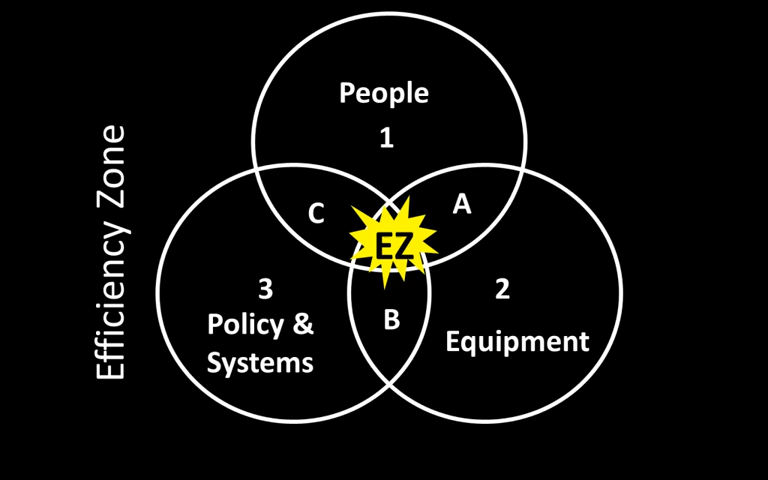 Efficiency Zone
People
1
C
A
EZ
3
Policy &
Systems
B
2
Equipment